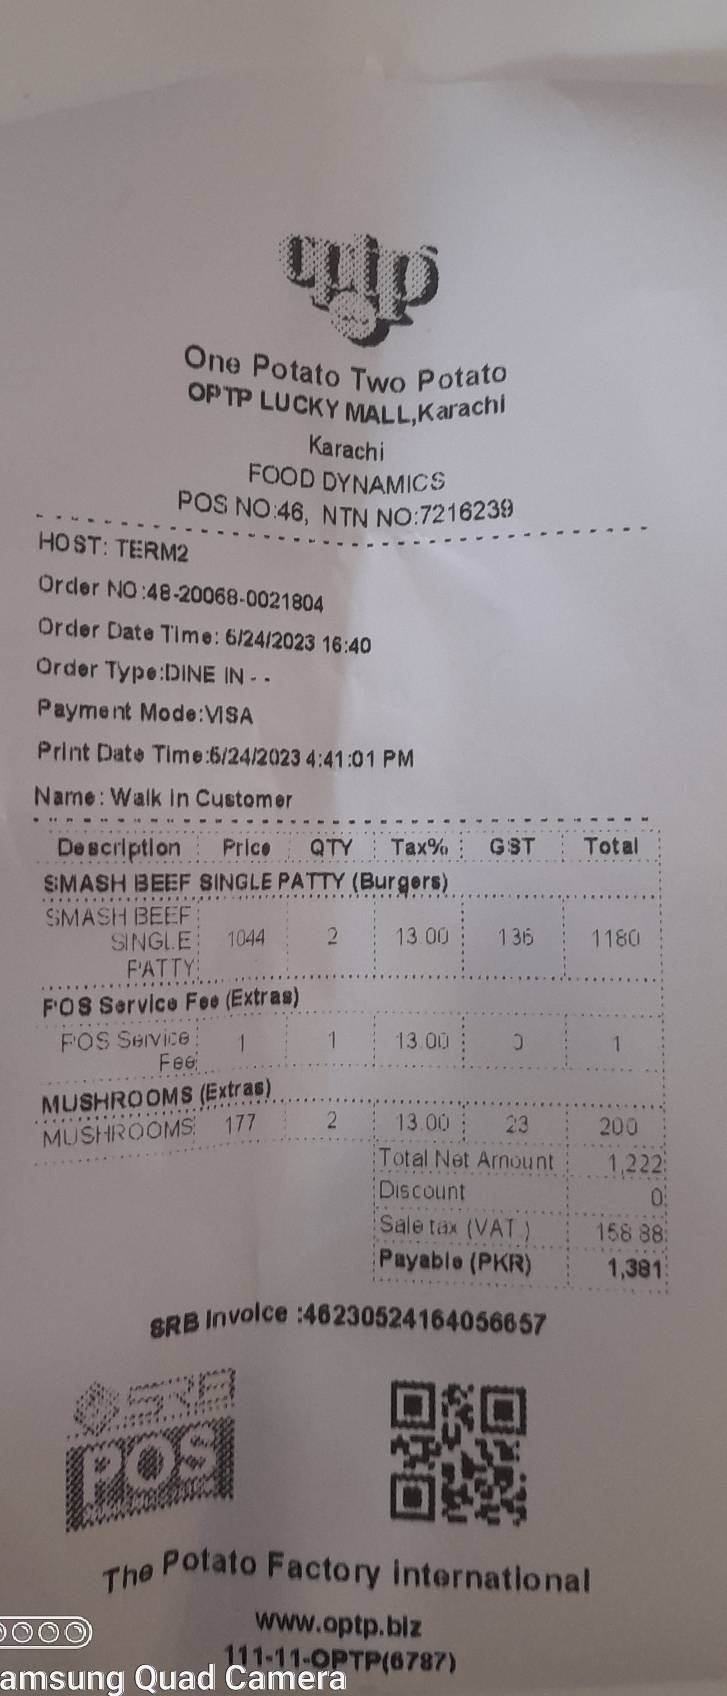 optp
One Potato Two Potato
OPTP LUCKY MALL,Karachi
Karachi
FOOD DYNAMICS
POS NO:46, NTN NO:7216239
HOST: TERM2
Order NO:48-20068-0021804
Order Date Time: 6/24/2023 16:40
Order Type:DINE IN - -
Payment Mode:VISA
Print Date Time:6/24/2023 4:41:01 PM
Name: Walk In Customer
Description Price QTY Tax% GST Total
SMASH BEEF SINGLE PATTY (Burgers)
SMASH BEEF
SINGLE 1044 2 13.00 136 1180
PATTY
POS Service Fee (Extras)
POS Service 1 1 13.00 0 1
Fee
MUSHROOMS (Extras)
MUSHROOMS 177 2 13.00 23 200
Total Net Amount 1,222
Discount 0
Sale tax (VAT ) 158.88
Payable (PKR) 1,381
SRB Invoice :46230524164056657
SRB
POS
The Potato Factory International
www.optp.biz
111-11-OPTP(6787)
amsung Quad Camera